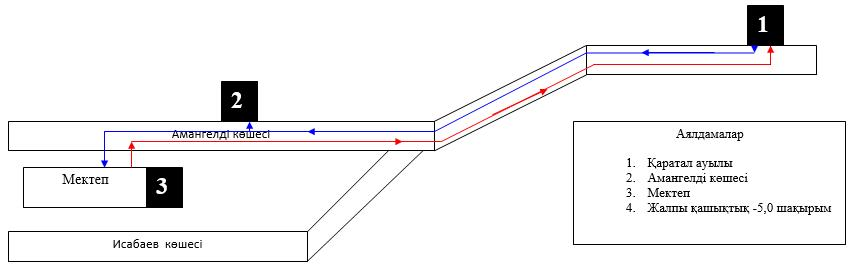 1
2
Амангелді көшесі
Мектеп
3
Исабаев көшесі
Аялдамалар
1. Қаратал ауылы
2. Амангелді көшесі
3. Мектеп
4. Жалпы қашықтық -5,0 шақырым